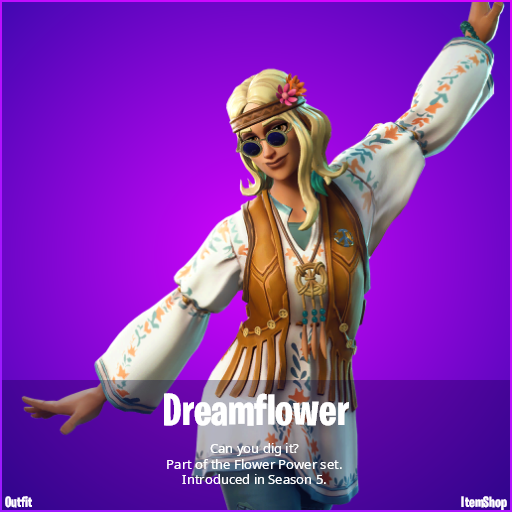 Dreamflower
Can you dig it?
Part of the Flower Power set.
Introduced in Season 5.
Outfit
ItemShop